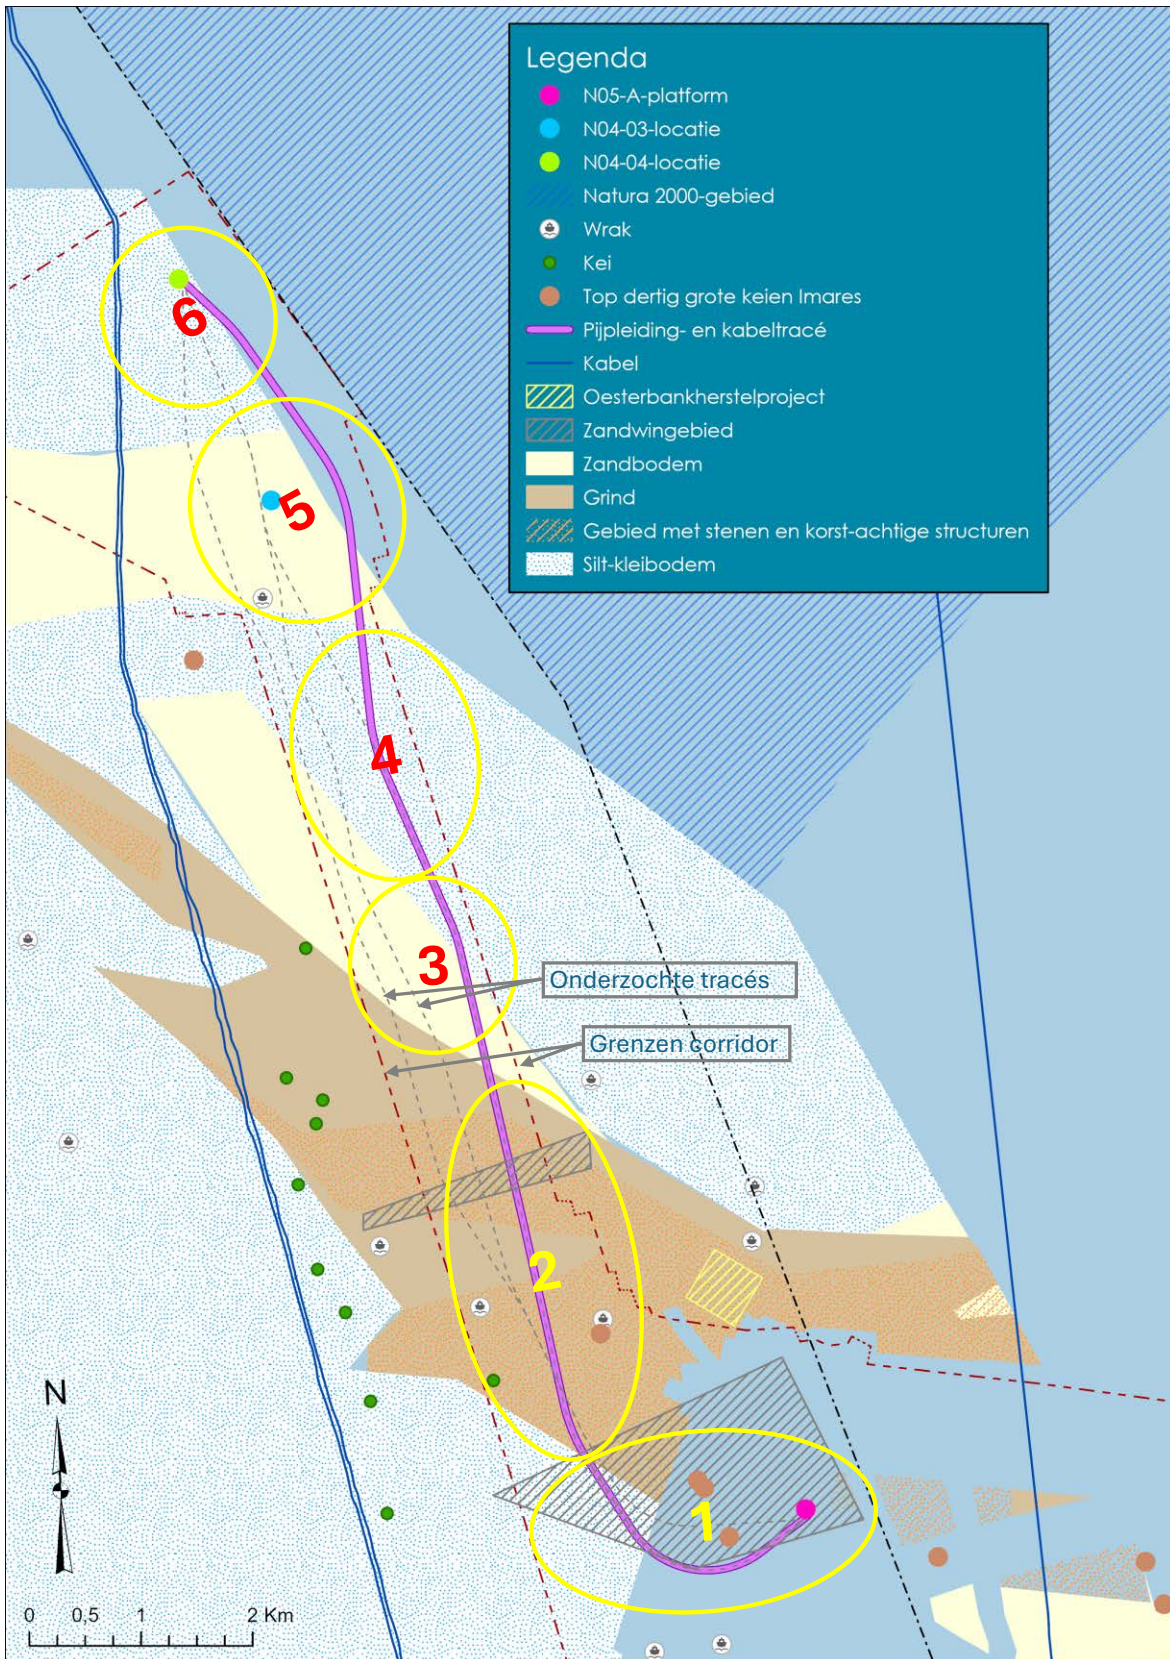 Legenda
N05-A-platform
N04-03-locatie
N04-04-locatie
Natura 2000-gebied
Wrak
Kei
Top dertig grote keien Imares
Pijpleiding- en kabeltracé
Kabel
Oesterbankherstelproject
Zandwingebied
Zandbodem
Grind
Gebied met stenen en korst-achtige structuren
Silt-kleibodem
6
5
4
3
Onderzochte tracés
Grenzen corridor
2
1
N
0 0,5 1 2 Km